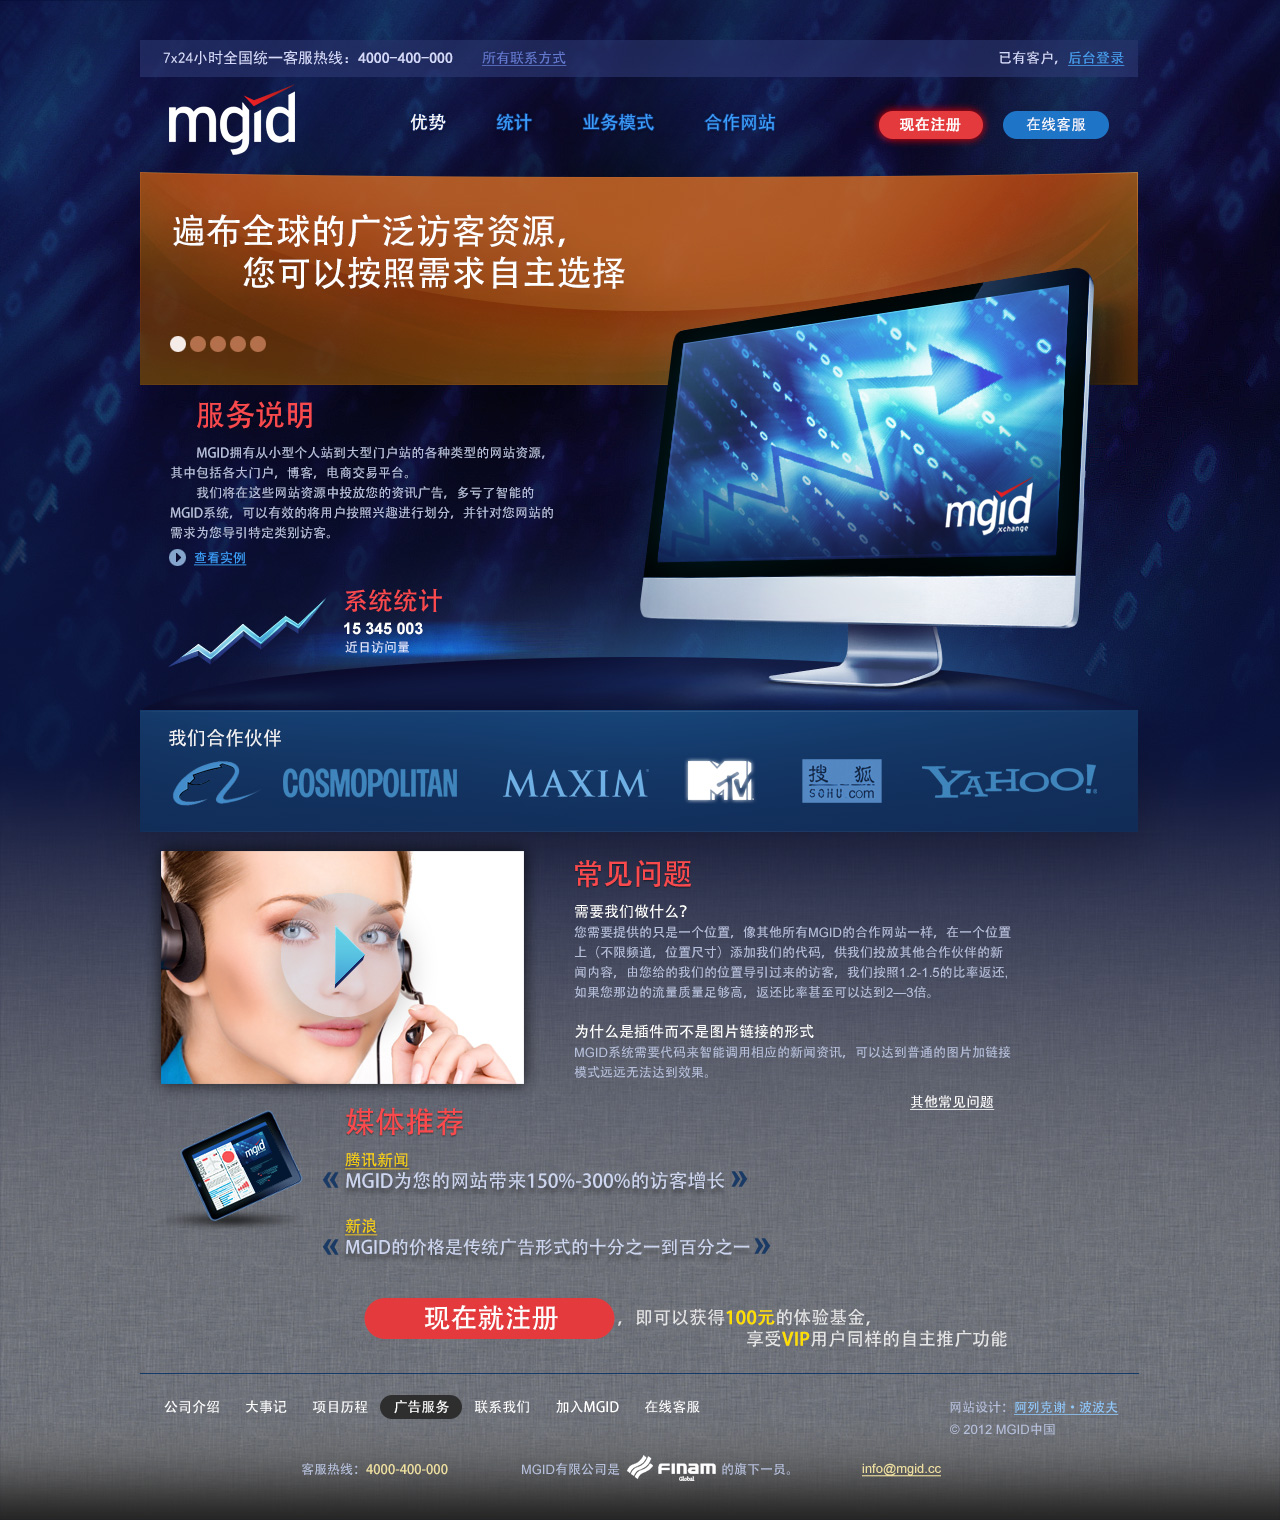 7x24小时全国统一客服热线：4000-400-000 所有联系方式 已有客户，后台登录
mgid 优势 统计 业务模式 合作网站 现在注册 在线客服
遍布全球的广泛访客资源，
您可以按照需求自主选择
服务说明
MGID拥有从小型个人站到大型门户站的各种类型的网站资源，
其中包括各大门户，博客，电商交易平台。
我们将在这些网站资源中投放您的资讯广告，多亏了智能的
MGID系统，可以有效的将用户按照兴趣进行划分，并针对您网站的
需求为您导引特定类别访客。
查看实例
mgid
xchange
系统统计
15 345 003
近日访问量
我们合作伙伴
COSMOPOLITAN MAXIM MTV 搜狐 SOHU.com YAHOO!
常见问题
需要我们做什么？
您需要提供的只是一个位置，像其他所有MGID的合作网站一样，在一个位置
上（不限频道，位置尺寸）添加我们的代码，供我们投放其他合作伙伴的新
闻内容，由您给的我们的位置导引过来的访客，我们按照1.2-1.5的比率返还，
如果您那边的流量质量足够高，返还比率甚至可以达到2—3倍。
为什么是插件而不是图片链接的形式
MGID系统需要代码来智能调用相应的新闻资讯，可以达到普通的图片加链接
模式远远无法达到效果。
其他常见问题
媒体推荐
mgid
腾讯新闻
« MGID为您的网站带来150%-300%的访客增长 »
新浪
« MGID的价格是传统广告形式的十分之一到百分之一 »
现在就注册 ，即可以获得100元的体验基金，
享受VIP用户同样的自主推广功能
公司介绍 大事记 项目历程 广告服务 联系我们 加入MGID 在线客服 网站设计：阿列克谢·波波夫
© 2012 MGID中国
客服热线：4000-400-000 MGID有限公司是 FINAM Global 的旗下一员。 info@mgid.cc